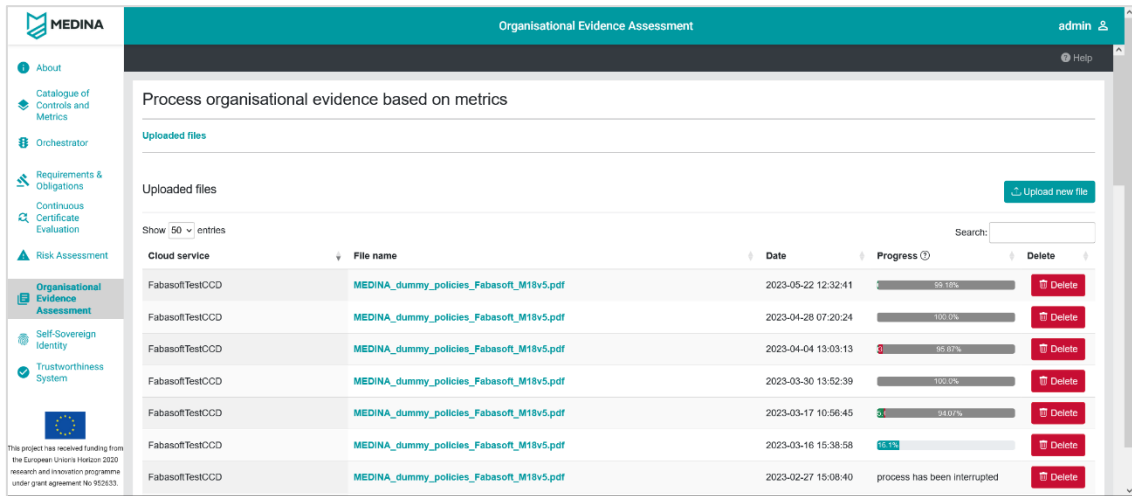 MEDINA
Organisational Evidence Assessment
admin
Help
About
Catalogue of
Controls and
Metrics
Orchestrator
Requirements &
Obligations
Continuous
Certificate
Evaluation
Risk Assessment
Organisational
Evidence
Assessment
Self-Sovereign
Identity
Trustworthiness
System
This project has received funding from
the European Union's Horizon 2020
research and innovation programme
under grant agreement No 952633.
Process organisational evidence based on metrics
Uploaded files
Uploaded files
Upload new file
Show 50 entries
Search:
Cloud service File name Date Progress Delete
FabasoftTestCCD MEDINA_dummy_policies_Fabasoft_M18v5.pdf 2023-05-22 12:32:41 99.18% Delete
FabasoftTestCCD MEDINA_dummy_policies_Fabasoft_M18v5.pdf 2023-04-28 07:20:24 100.0% Delete
FabasoftTestCCD MEDINA_dummy_policies_Fabasoft_M18v5.pdf 2023-04-04 13:03:13 95.87% Delete
FabasoftTestCCD MEDINA_dummy_policies_Fabasoft_M18v5.pdf 2023-03-30 13:52:39 100.0% Delete
FabasoftTestCCD MEDINA_dummy_policies_Fabasoft_M18v5.pdf 2023-03-17 10:56:45 94.07% Delete
FabasoftTestCCD MEDINA_dummy_policies_Fabasoft_M18v5.pdf 2023-03-16 15:38:58 16.1% Delete
FabasoftTestCCD MEDINA_dummy_policies_Fabasoft_M18v5.pdf 2023-02-27 15:08:40 process has been interrupted Delete